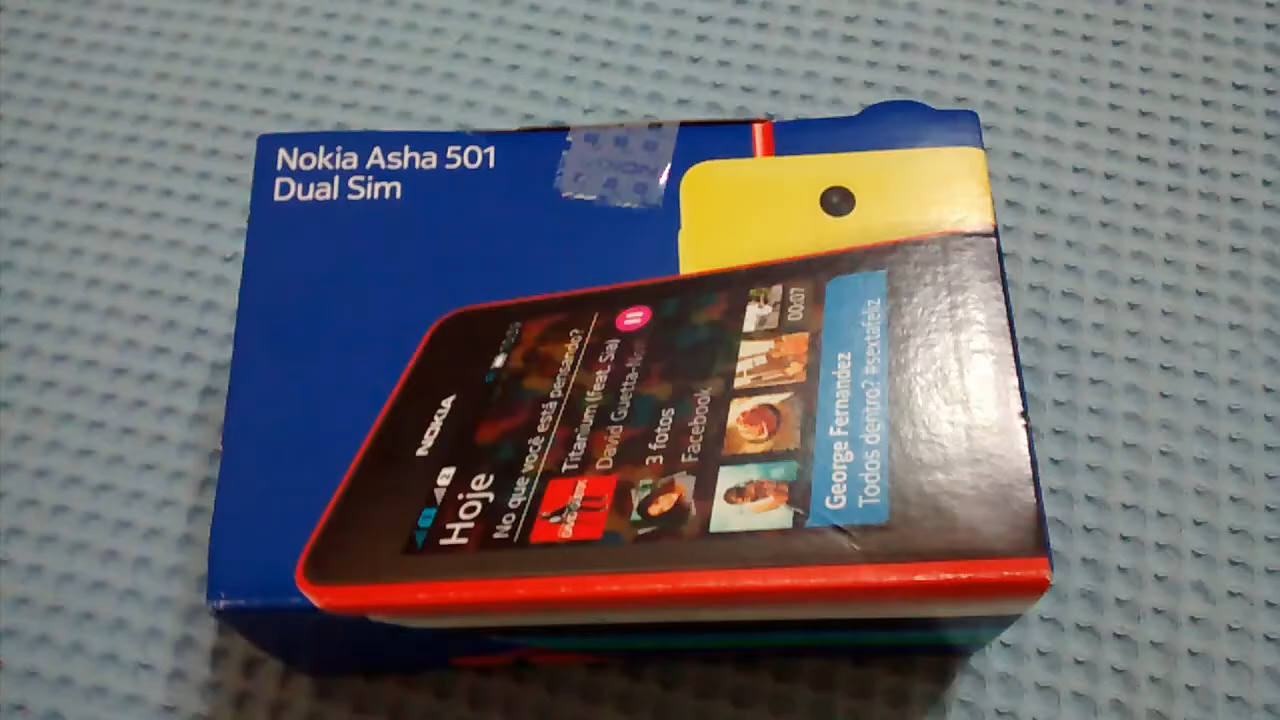 Nokia Asha 501
Dual Sim
NOKIA
Hoje
No que você está pensando?
Titanium (feat. Sia)
David Guetta-No
3 fotos
Facebook
00:07
George Fernandez
Todos dentro? #sextafeliz